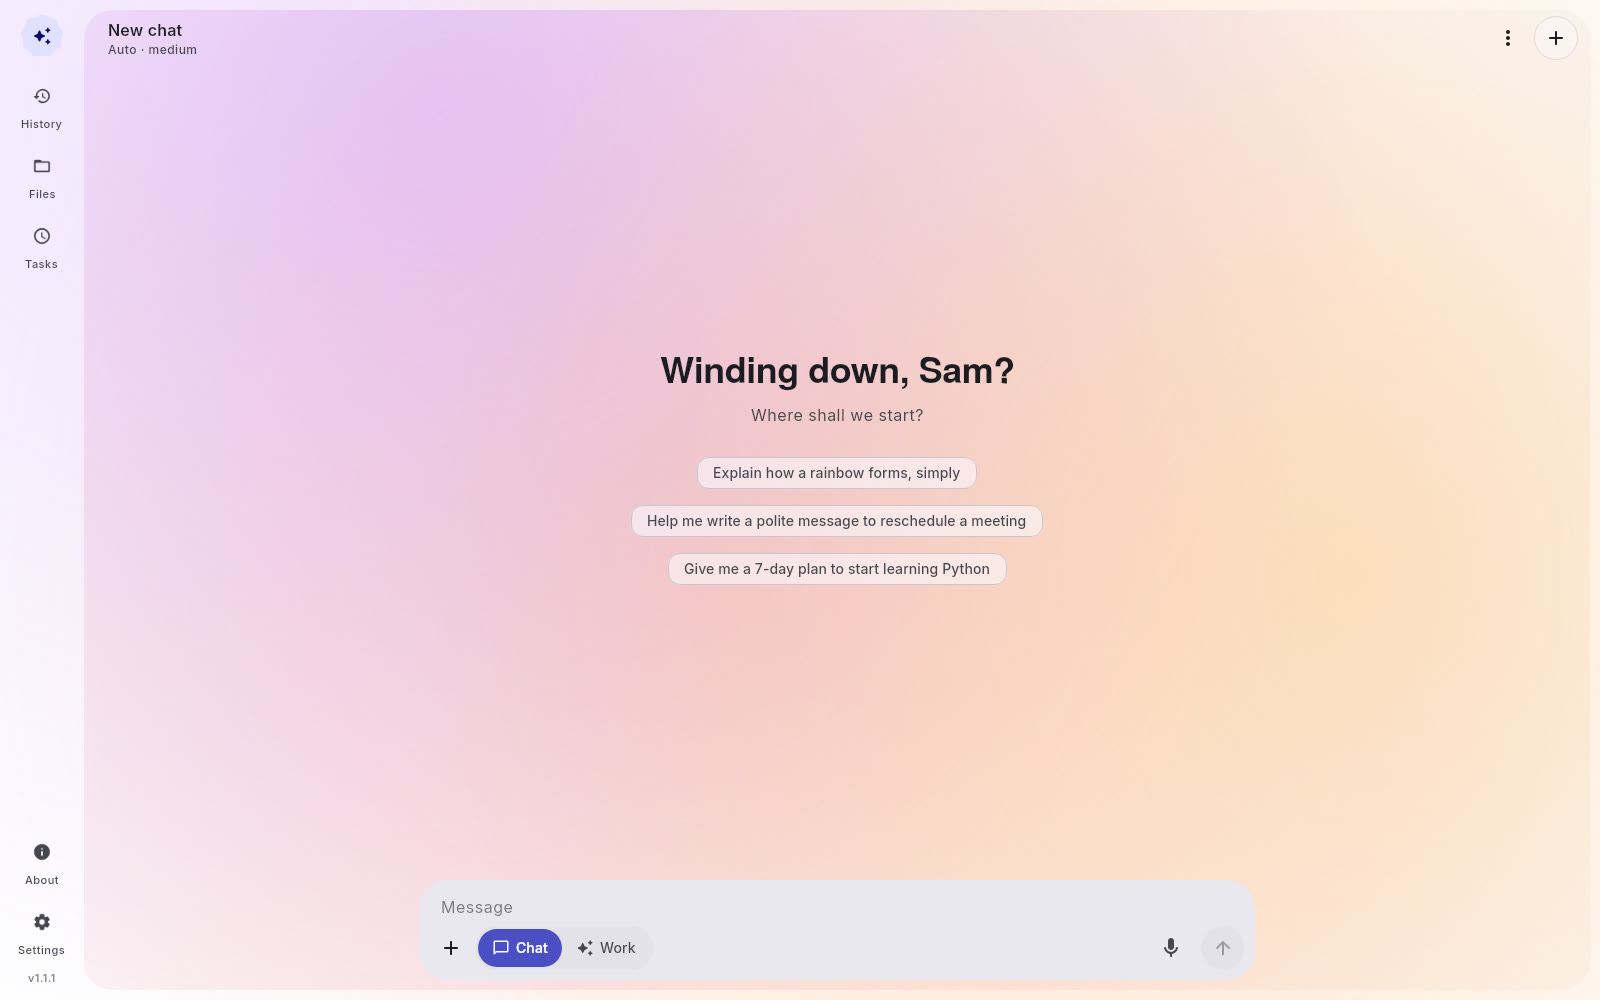 New chat
Auto · medium
History
Files
Tasks
Winding down, Sam?
Where shall we start?
Explain how a rainbow forms, simply
Help me write a polite message to reschedule a meeting
Give me a 7-day plan to start learning Python
About
Settings
v1.1.1
Message
Chat
Work